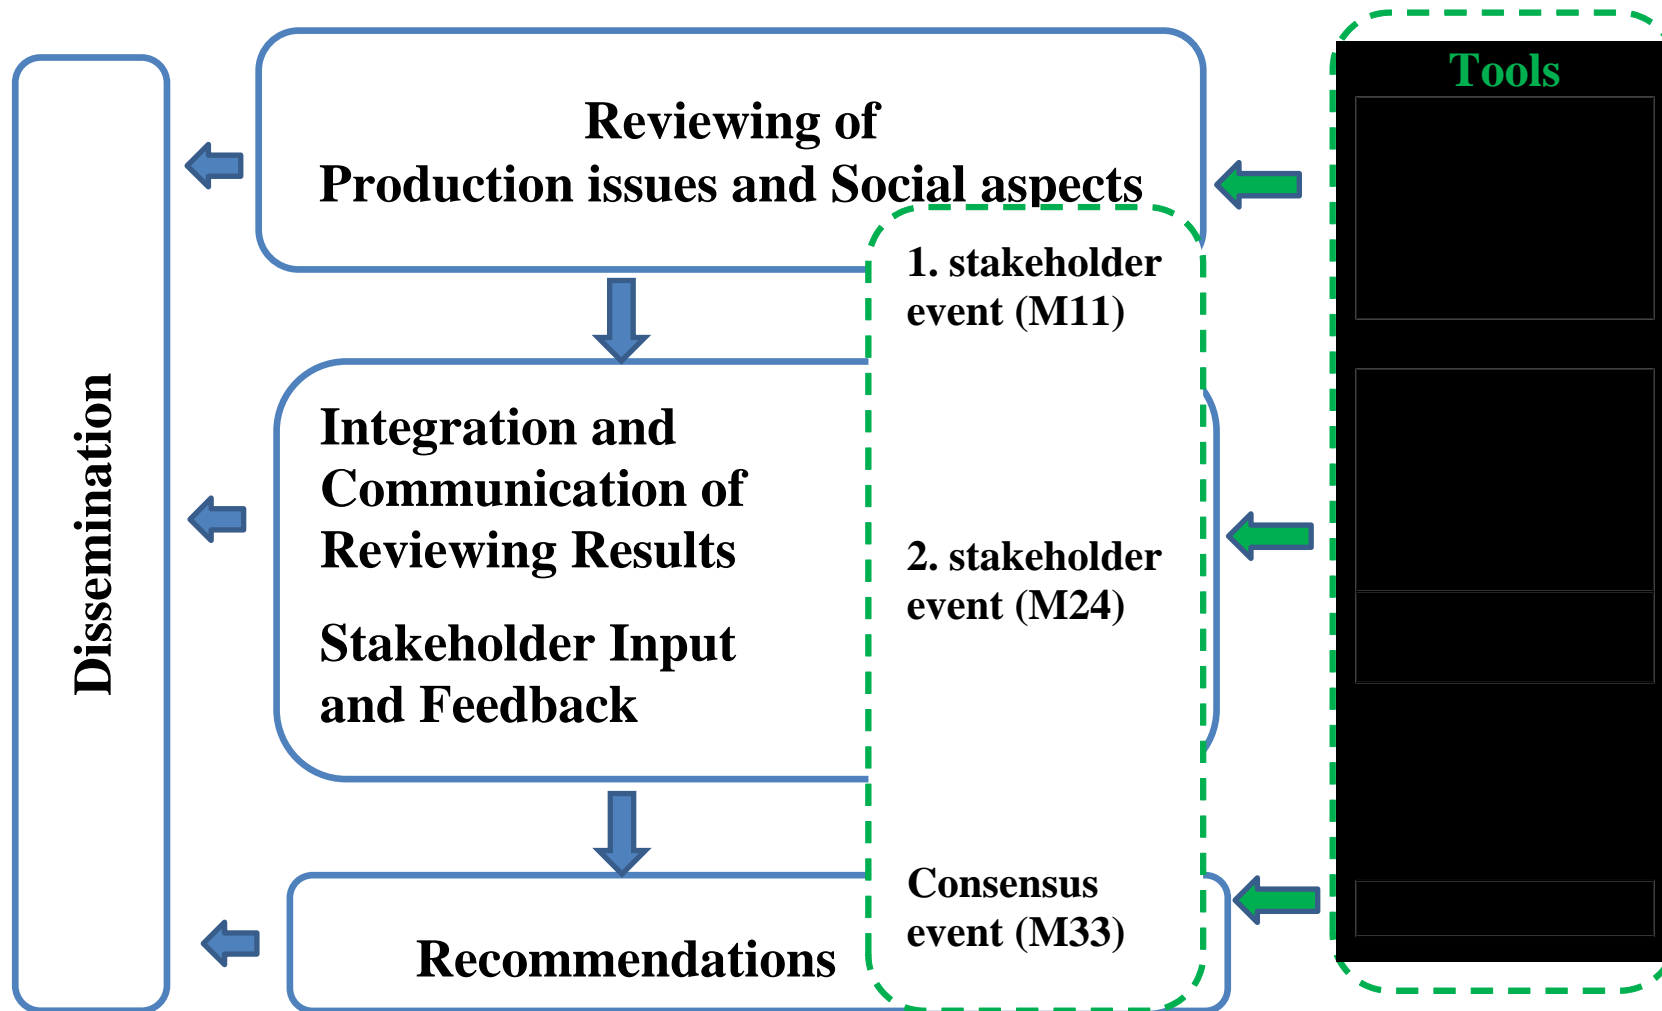 Dissemination
Reviewing of
Production issues and Social aspects
Integration and
Communication of
Reviewing Results
Stakeholder Input
and Feedback
Recommendations
1. stakeholder
event (M11)
2. stakeholder
event (M24)
Consensus
event (M33)
Tools